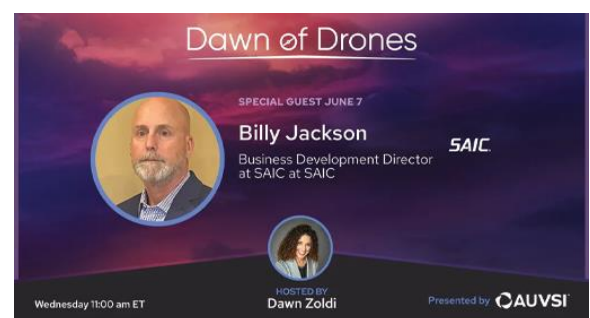 Dawn of Drones
SPECIAL GUEST JUNE 7
Billy Jackson
Business Development Director
at SAIC at SAIC
SAIC
HOSTED BY
Dawn Zoldi
Wednesday 11:00 am ET
Presented by AUVSI